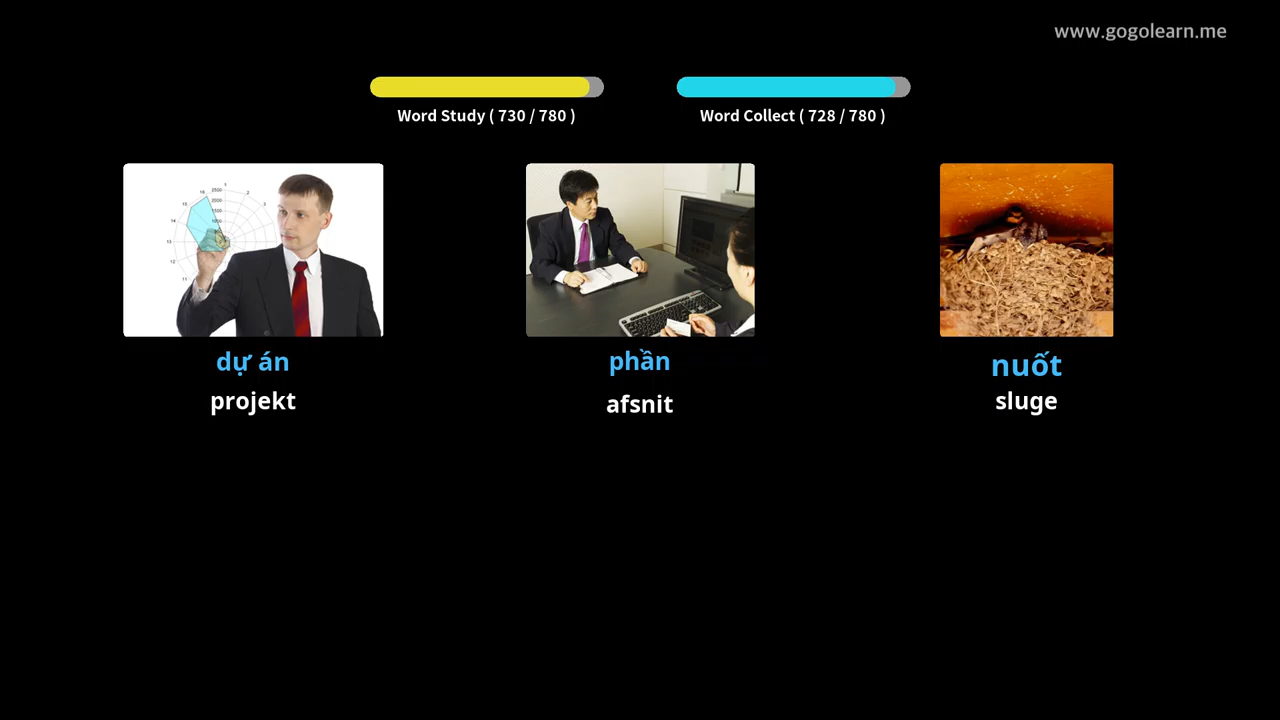 www.gogolearn.me
Word Study ( 730 / 780 )
Word Collect ( 728 / 780 )
dự án
projekt
phần
afsnit
nuốt
sluge